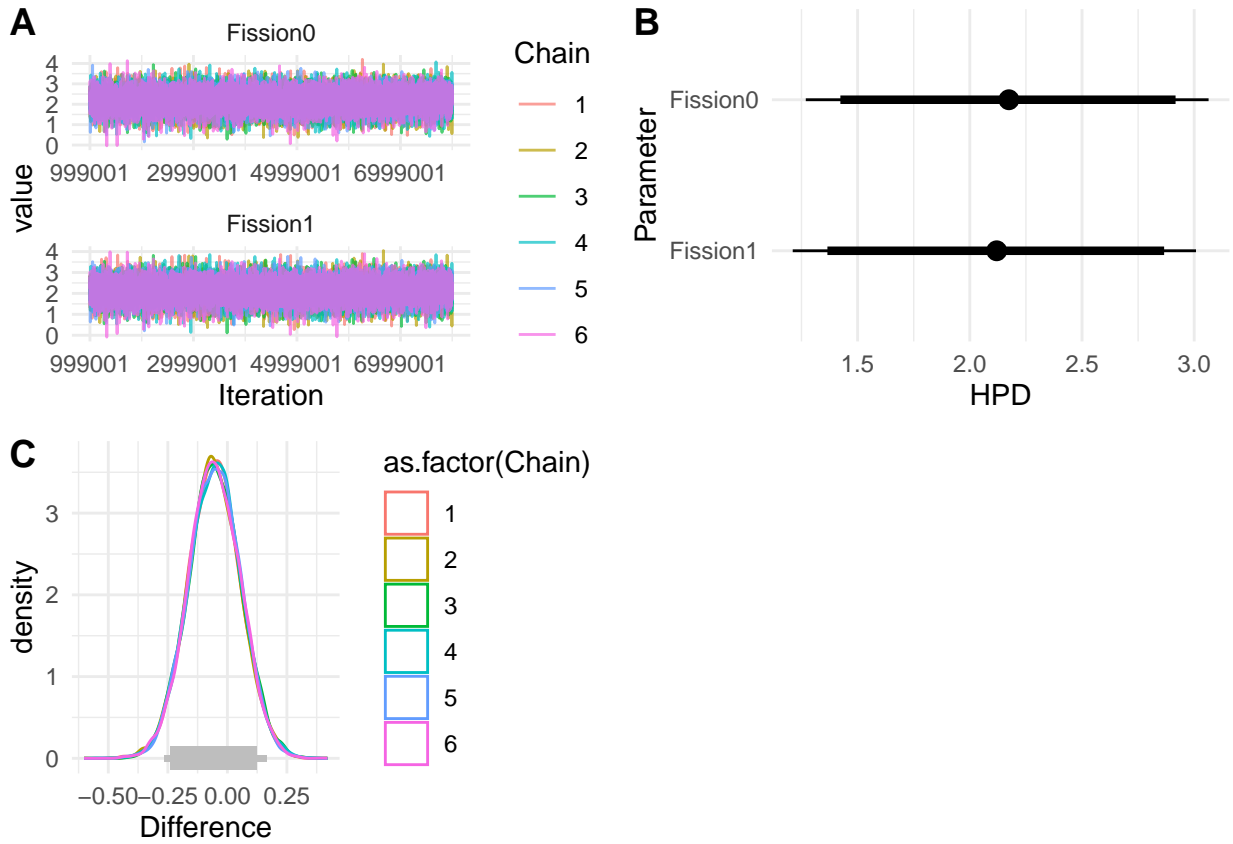 A
Fission0
4
3
2
1
0
999001 2999001 4999001 6999001
Fission1
4
3
2
1
0
999001 2999001 4999001 6999001
value
Iteration
Chain
1
2
3
4
5
6
B
Parameter
Fission0
Fission1
1.5 2.0 2.5 3.0
HPD
C
density
3
2
1
0
−0.50 −0.25 0.00 0.25
Difference
as.factor(Chain)
1
2
3
4
5
6